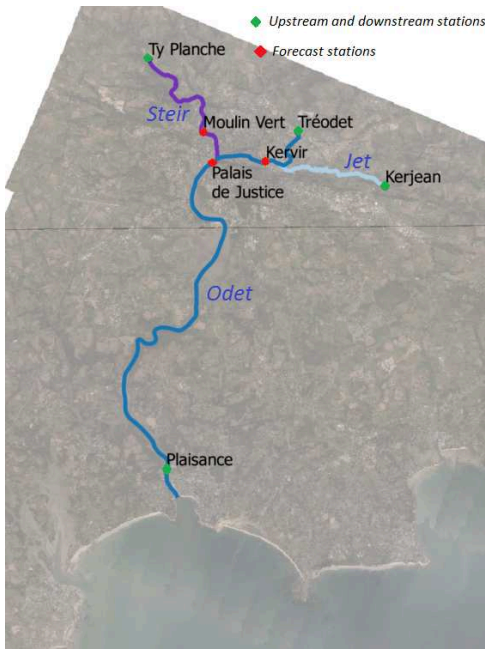 Upstream and downstream stations
Forecast stations
Ty Planche
Steir
Moulin Vert
Tréodet
Kervir
Jet
Palais
de Justice
Kerjean
Odet
Plaisance